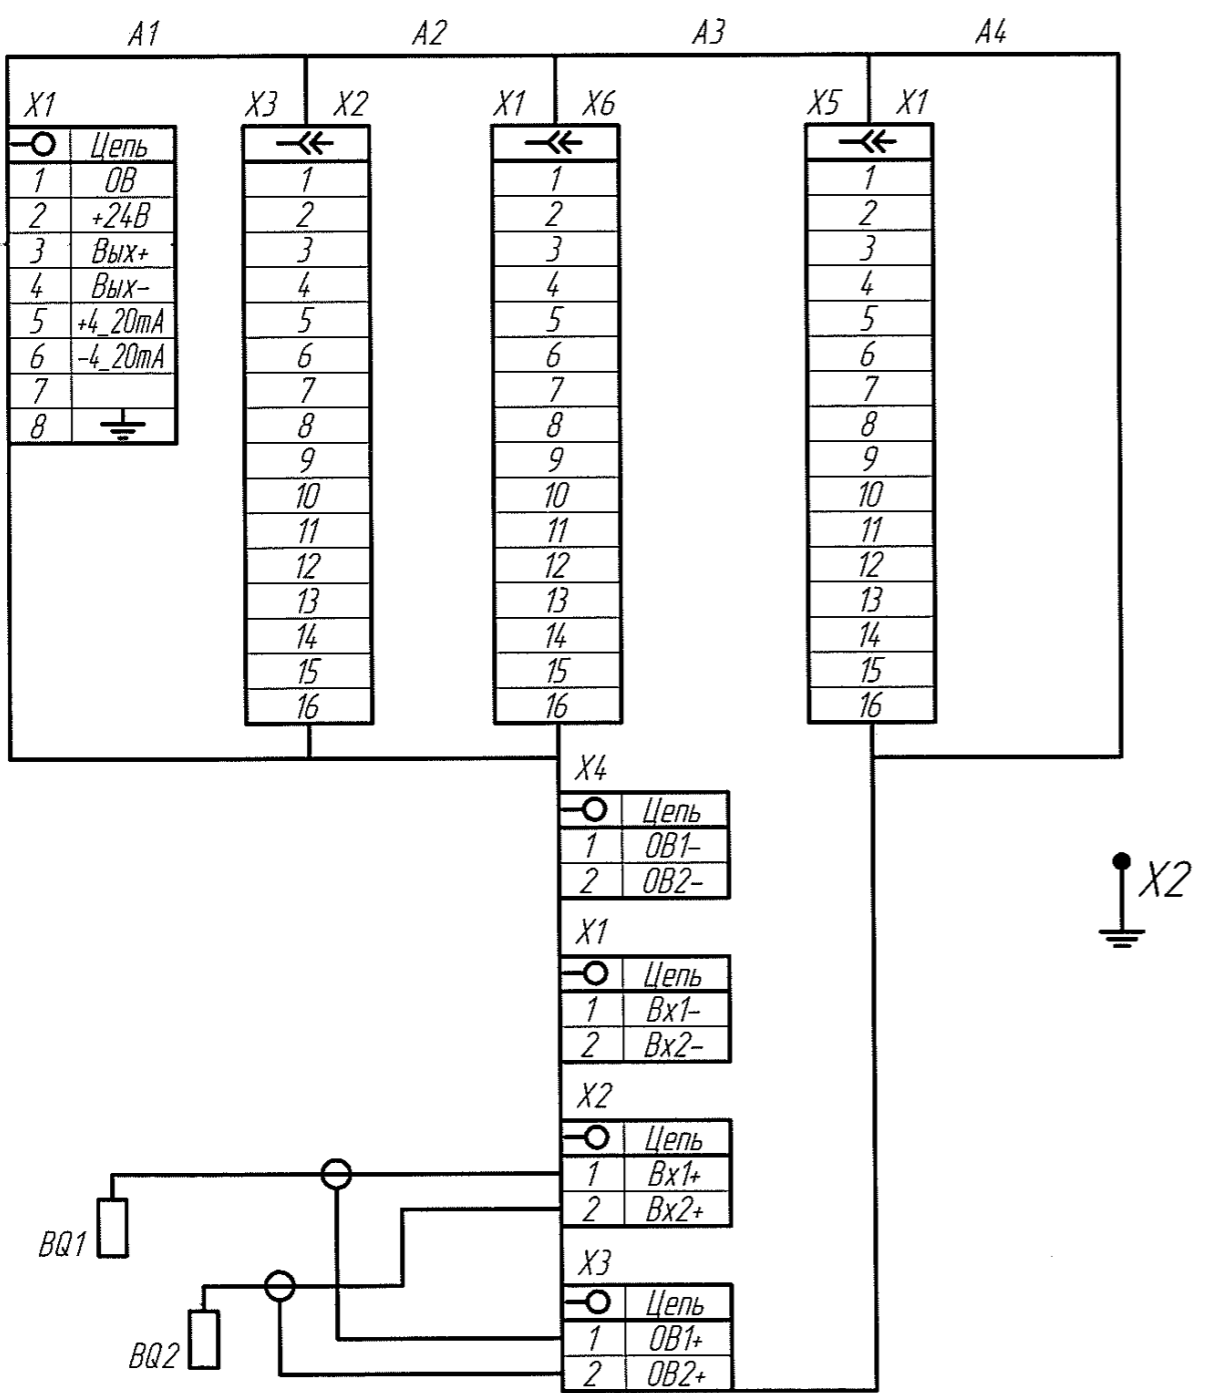 A1 A2 A3 A4
X1 X3 X2 X1 X6 X5 X1
Цепь
1 0В 1 1 1
2 +24В 2 2 2
3 Вых+ 3 3 3
4 Вых- 4 4 4
5 +4_20mA 5 5 5
6 -4_20mA 6 6 6
7 7 7 7
8 8 8 8
9 9 9
10 10 10
11 11 11
12 12 12
13 13 13
14 14 14
15 15 15
16 16 16
X4
Цепь
1 0В1-
2 0В2-
X2
X1
Цепь
1 Вх1-
2 Вх2-
X2
Цепь
1 Вх1+
2 Вх2+
BQ1
X3
Цепь
1 0В1+
BQ2
2 0В2+